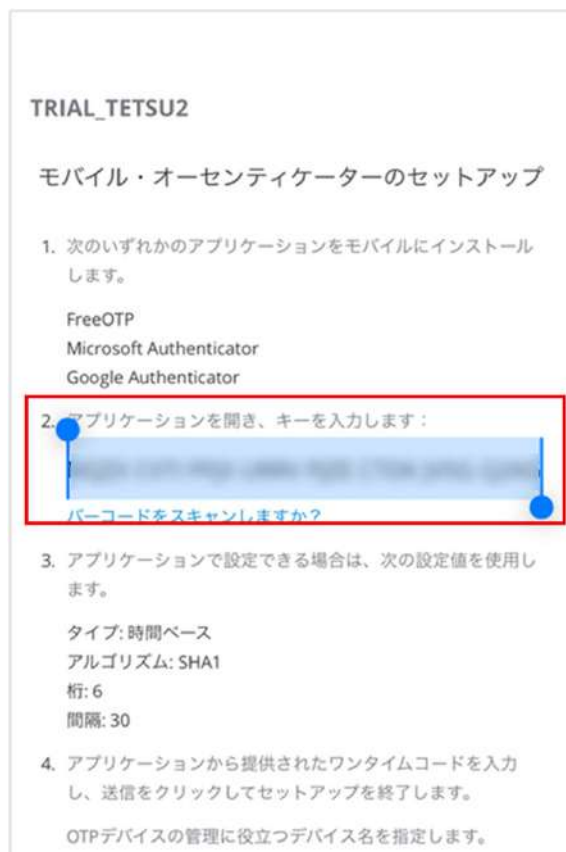 TRIAL_TETSU2
モバイル・オーセンティケーターのセットアップ
1. 次のいずれかのアプリケーションをモバイルにインストール
します。
FreeOTP
Microsoft Authenticator
Google Authenticator
2. アプリケーションを開き、キーを入力します：
バーコードをスキャンしますか？
3. アプリケーションで設定できる場合は、次の設定値を使用し
ます。
タイプ: 時間ベース
アルゴリズム: SHA1
桁: 6
間隔: 30
4. アプリケーションから提供されたワンタイムコードを入力
し、送信をクリックしてセットアップを終了します。
OTPデバイスの管理に役立つデバイス名を指定します。